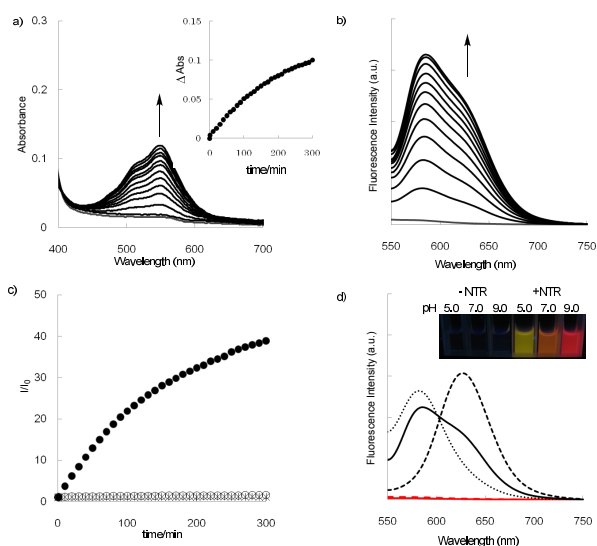 a)
0.3
0.2
0.1
0
Absorbance
400
500
600
700
Wavelength (nm)
0.15
0.1
0.05
0
Δ Abs
0
100
200
300
time/min
b)
Fluorescence Intensity (a.u.)
550
600
650
700
750
Wavelength (nm)
c)
50
40
30
20
10
0
I/I0
0
100
200
300
time/min
d)
- NTR +NTR
pH 5.0 7.0 9.0 5.0 7.0 9.0
Fluorescence Intensity (a.u.)
550
600
650
700
750
Wavelength (nm)